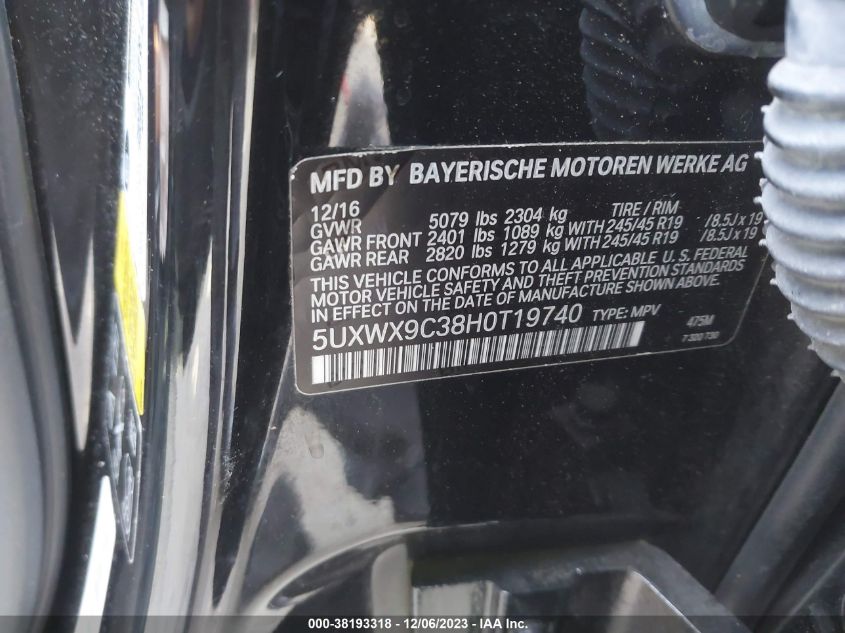 MFD BY BAYERISCHE MOTOREN WERKE AG
12/16
GVWR 5079 lbs 2304 kg TIRE / RIM
GAWR FRONT 2401 lbs 1089 kg WITH 245/45 R19 /8.5J x 19
GAWR REAR 2820 lbs 1279 kg WITH 245/45 R19 /8.5J x 19
THIS VEHICLE CONFORMS TO ALL APPLICABLE U.S. FEDERAL
MOTOR VEHICLE SAFETY AND THEFT PREVENTION STANDARDS
IN EFFECT ON THE DATE OF MANUFACTURE SHOWN ABOVE.
5UXWX9C38H0T19740 TYPE: MPV 475M
000-38193318 - 12/06/2023 - IAA Inc.